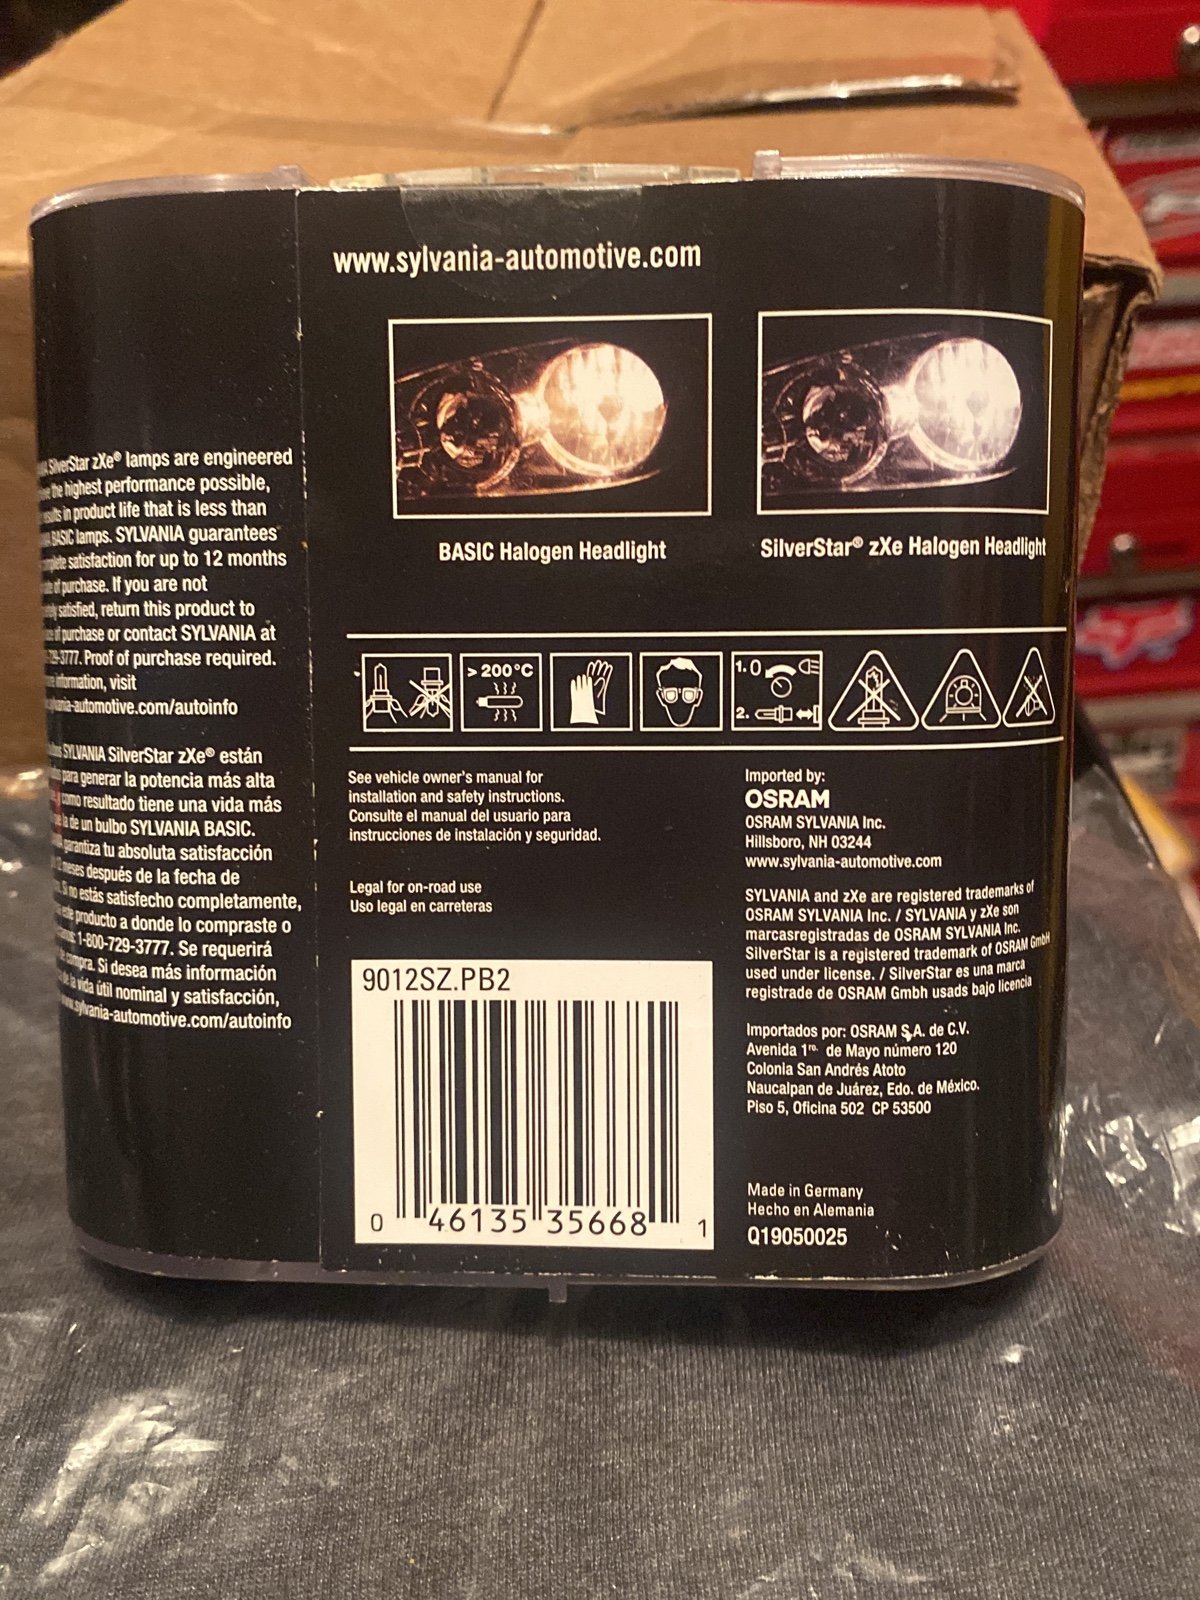 www.sylvania-automotive.com
BASIC Halogen Headlight
SilverStar® zXe Halogen Headlight
SilverStar zXe® lamps are engineered
the highest performance possible,
in product life that is less than
BASIC lamps. SYLVANIA guarantees
satisfaction for up to 12 months
of purchase. If you are not
satisfied, return this product to
of purchase or contact SYLVANIA at
Proof of purchase required.
information, visit
/autoinfo
SYLVANIA SilverStar zXe® están
para generar la potencia más alta
como resultado tiene una vida más
la de un bulbo SYLVANIA BASIC.
garantiza tu absoluta satisfacción
meses después de la fecha de
Si no estás satisfecho completamente,
este producto a donde lo compraste o
1-800-729-3777. Se requerirá
compra. Si desea más información
de la vida útil nominal y satisfacción,
/autoinfo
> 200°C
1. 0
2.
See vehicle owner's manual for
installation and safety instructions.
Consulte el manual del usuario para
instrucciones de instalación y seguridad.
Legal for on-road use
Uso legal en carreteras
9012SZ.PB2
0 46135 35668 1
Imported by:
OSRAM
OSRAM SYLVANIA Inc.
Hillsboro, NH 03244
www.sylvania-automotive.com
SYLVANIA and zXe are registered trademarks of
OSRAM SYLVANIA Inc. / SYLVANIA y zXe son
marcasregistradas de OSRAM SYLVANIA Inc.
SilverStar is a registered trademark of OSRAM GmbH
used under license. / SilverStar es una marca
registrade de OSRAM Gmbh usads bajo licencia
Importados por: OSRAM S.A. de C.V.
Avenida 1ro. de Mayo número 120
Colonia San Andrés Atoto
Naucalpan de Juárez, Edo. de México.
Piso 5, Oficina 502 CP 53500
Made in Germany
Hecho en Alemania
Q19050025